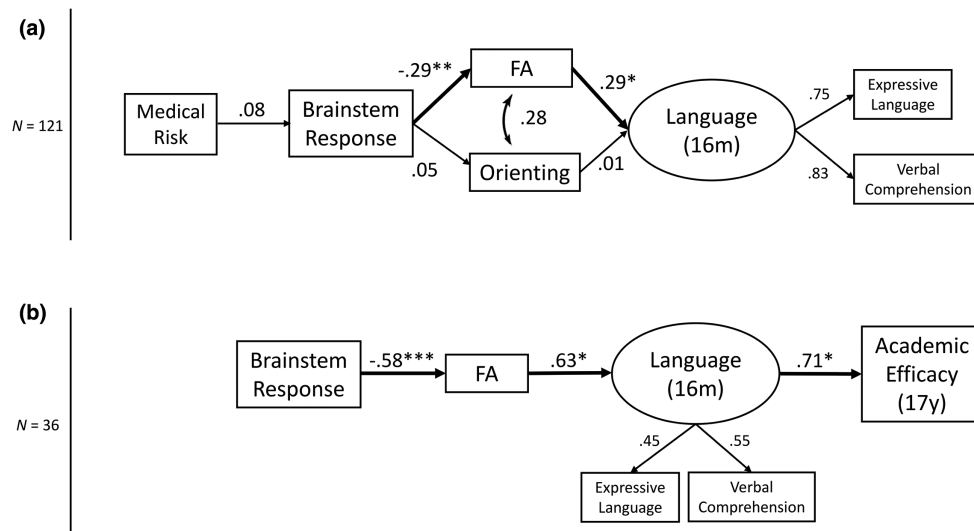 (a)
N = 121
Medical
Risk
.08
Brainstem
Response
-.29**
.05
FA
.28
Orienting
.29*
.01
Language
(16m)
.75
.83
Expressive
Language
Verbal
Comprehension
(b)
N = 36
Brainstem
Response
-.58***
FA
.63*
Language
(16m)
.71*
Academic
Efficacy
(17y)
.45
.55
Expressive
Language
Verbal
Comprehension